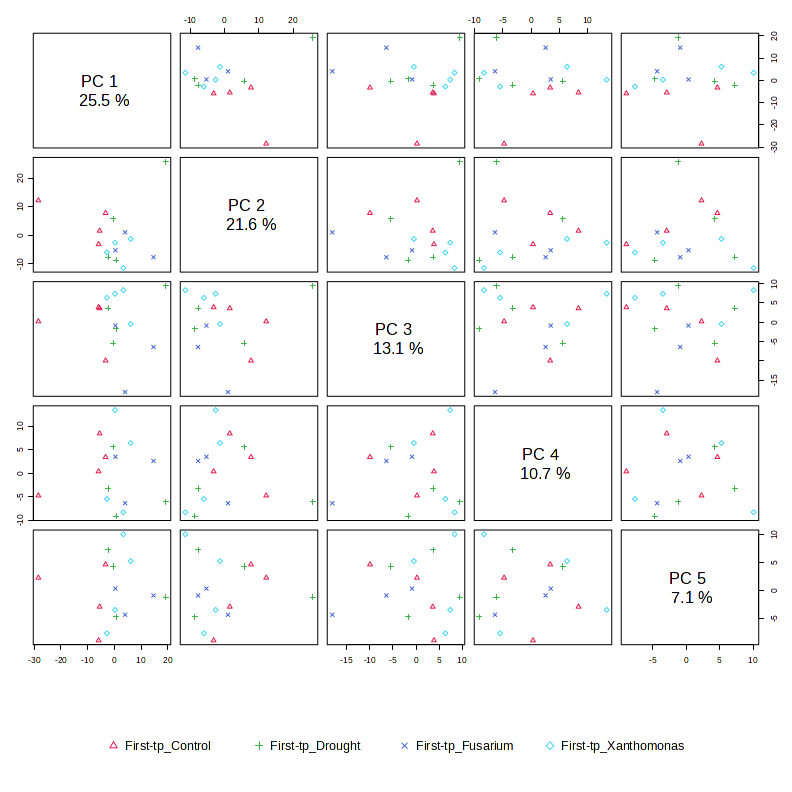 -10 0 10 20 -10 -5 0 5 10
PC 1
25.5 %
-30 -20 -10 0 10 20
-10 0 10 20
PC 2
21.6 %
PC 3
13.1 %
-15 -5 0 5 10
-10 -5 0 5 10
PC 4
10.7 %
PC 5
7.1 %
-5 0 5 10
-30 -20 -10 0 10 20 -15 -10 -5 0 5 10 -5 0 5 10
First-tp_Control First-tp_Drought First-tp_Fusarium First-tp_Xanthomonas